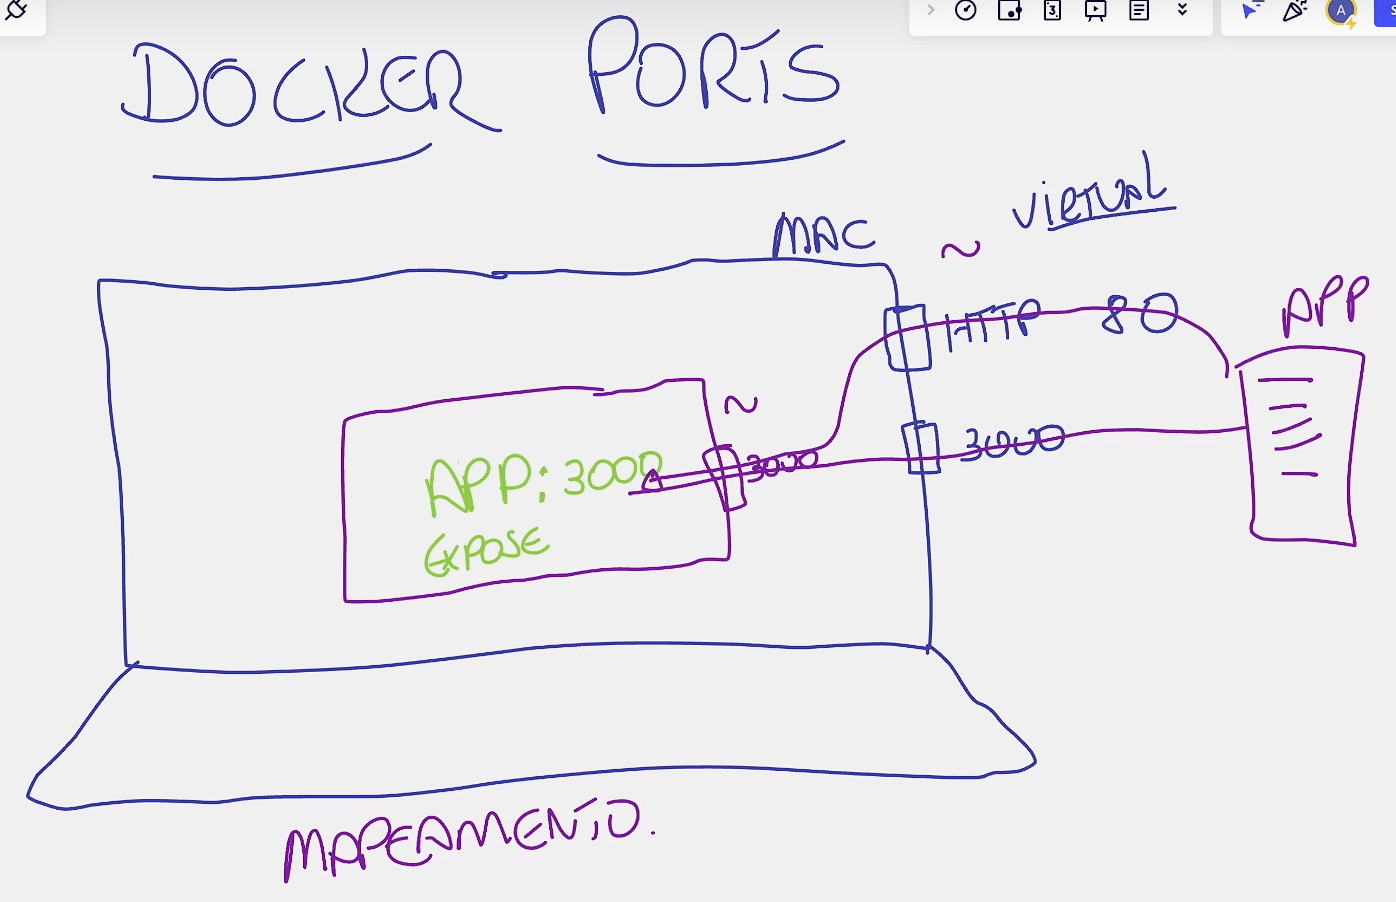 DOCKER PORTS
VIRTUAL
MAC
~
HTTP 80
APP
~
3000
3000
APP: 3000
EXPOSE
MAPEAMENTO.